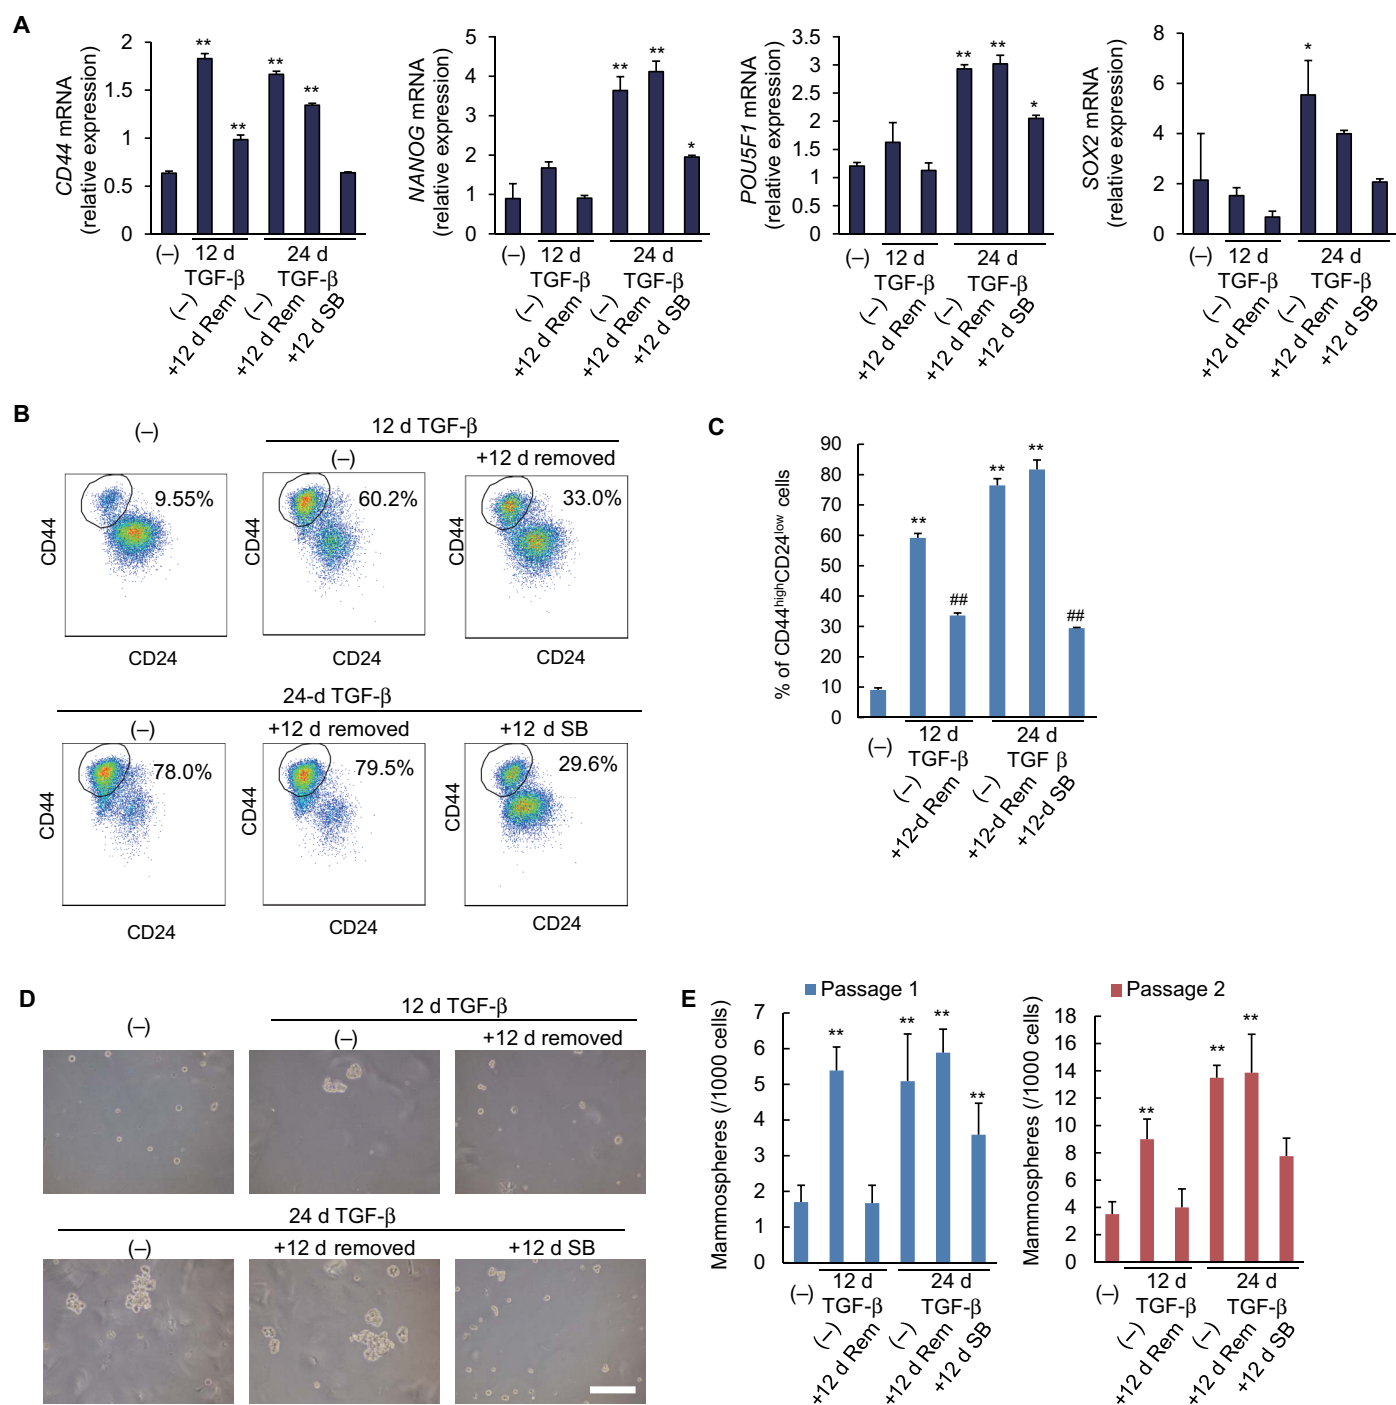 A
CD44 mRNA
(relative expression)
2
1.5
1
0.5
0
**
**
**
**
(–)
12 d
24 d
TGF-β
TGF-β
(–)
+12 d Rem
(–)
+12 d Rem
+12 d SB
NANOG mRNA
(relative expression)
5
4
3
2
1
0
**
**
*
(–)
12 d
24 d
TGF-β
TGF-β
(–)
+12 d Rem
(–)
+12 d Rem
+12 d SB
POU5F1 mRNA
(relative expression)
3.5
3
2.5
2
1.5
1
0.5
0
**
**
*
(–)
12 d
24 d
TGF-β
TGF-β
(–)
+12 d Rem
(–)
+12 d Rem
+12 d SB
SOX2 mRNA
(relative expression)
8
6
4
2
0
*
(–)
12 d
24 d
TGF-β
TGF-β
(–)
+12 d Rem
(–)
+12 d Rem
+12 d SB
B
(–)
12 d TGF-β
(–)
+12 d removed
9.55%
60.2%
33.0%
CD44
CD44
CD44
CD24
CD24
CD24
24-d TGF-β
(–)
+12 d removed
+12 d SB
78.0%
79.5%
29.6%
CD44
CD44
CD44
CD24
CD24
CD24
C
% of CD44highCD24low cells
90
80
70
60
50
40
30
20
10
0
**
##
**
**
##
(–)
12 d
24 d
TGF-β
TGF β
(–)
+12-d Rem
(–)
+12-d Rem
+12-d SB
D
(–)
12 d TGF-β
(–)
+12 d removed
24 d TGF-β
(–)
+12 d removed
+12 d SB
E
Passage 1
Mammospheres (/1000 cells)
7
6
5
4
3
2
1
0
**
**
**
**
(–)
12 d
24 d
TGF-β
TGF-β
(–)
+12 d Rem
(–)
+12 d Rem
+12 d SB
Passage 2
Mammospheres (/1000 cells)
18
16
14
12
10
8
6
4
2
0
**
**
**
(–)
12 d
24 d
TGF-β
TGF-β
(–)
+12 d Rem
(–)
+12 d Rem
+12 d SB